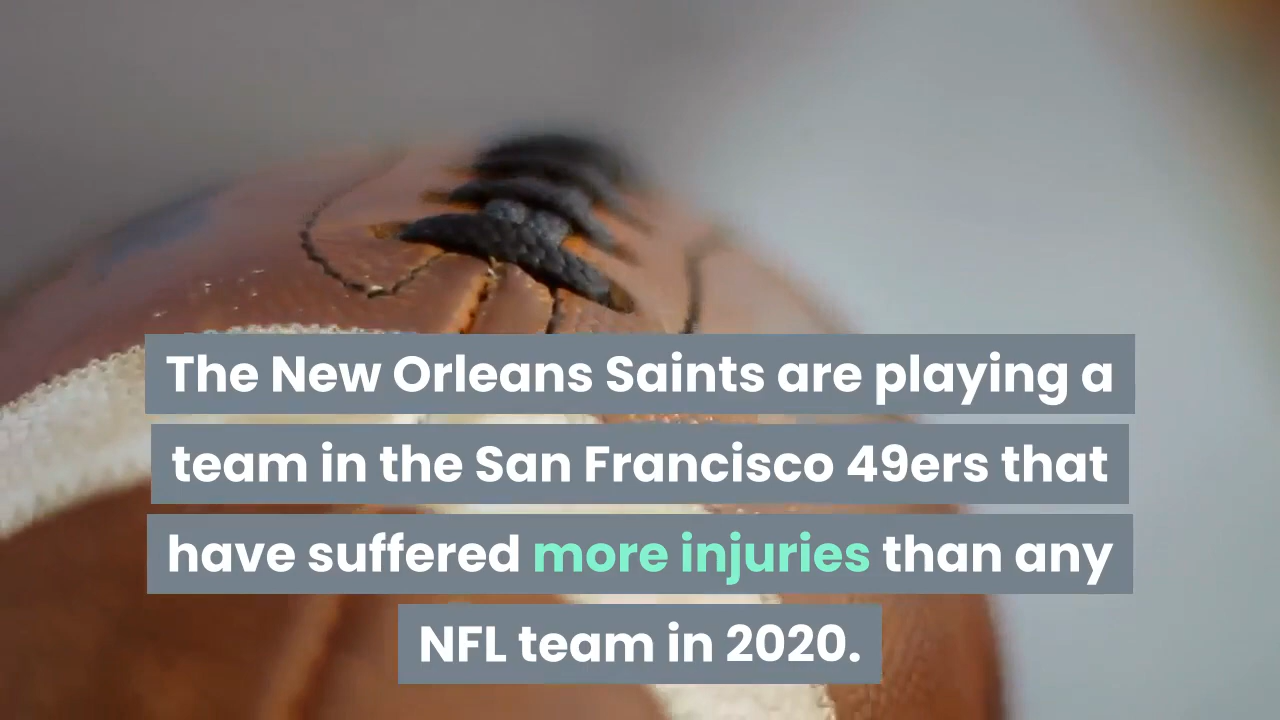 The New Orleans Saints are playing a
team in the San Francisco 49ers that
have suffered more injuries than any
NFL team in 2020.